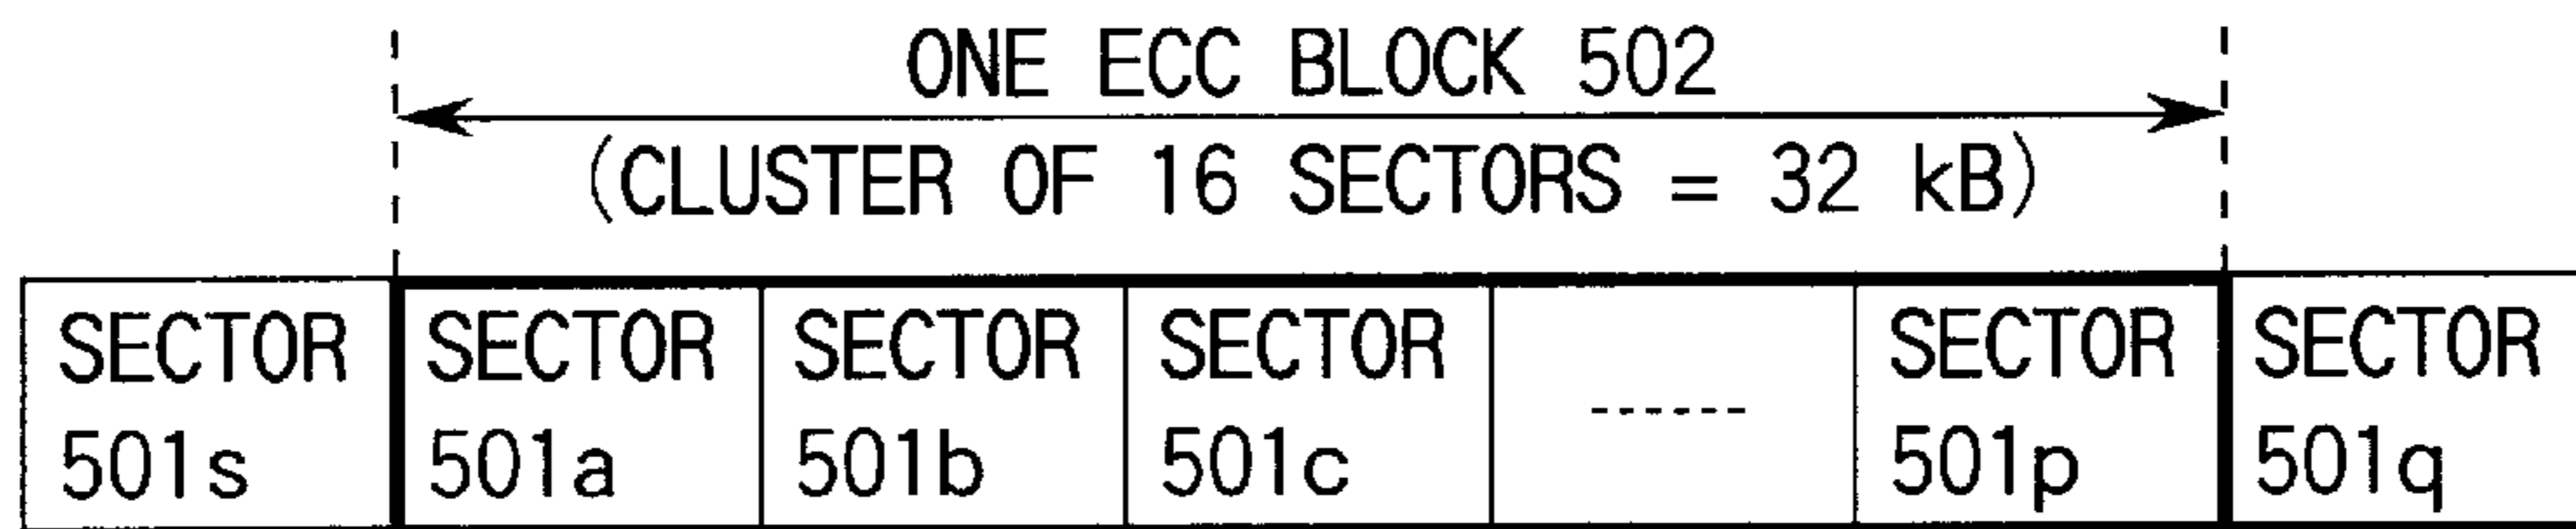 ONE ECC BLOCK 502
(CLUSTER OF 16 SECTORS = 32 kB)
SECTOR SECTOR SECTOR SECTOR SECTOR SECTOR
501s 501a 501b 501c ------ 501p 501q